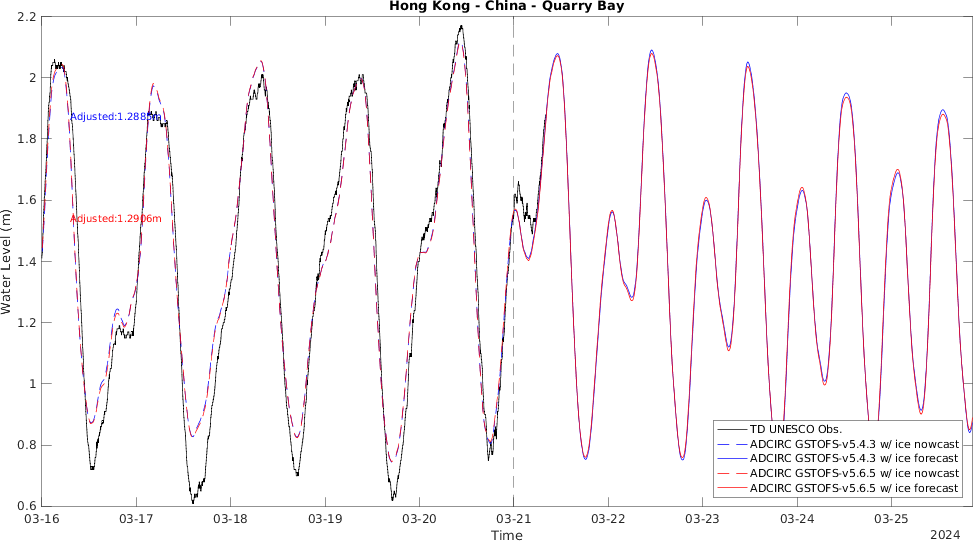 Hong Kong - China - Quarry Bay
Water Level (m)
2.2
2
1.8
1.6
1.4
1.2
1
0.8
0.6
Adjusted:1.2885m
Adjusted:1.2906m
TD UNESCO Obs.
ADCIRC GSTOFS-v5.4.3 w/ ice nowcast
ADCIRC GSTOFS-v5.4.3 w/ ice forecast
ADCIRC GSTOFS-v5.6.5 w/ ice nowcast
ADCIRC GSTOFS-v5.6.5 w/ ice forecast
03-16 03-17 03-18 03-19 03-20 03-21 03-22 03-23 03-24 03-25
Time
2024